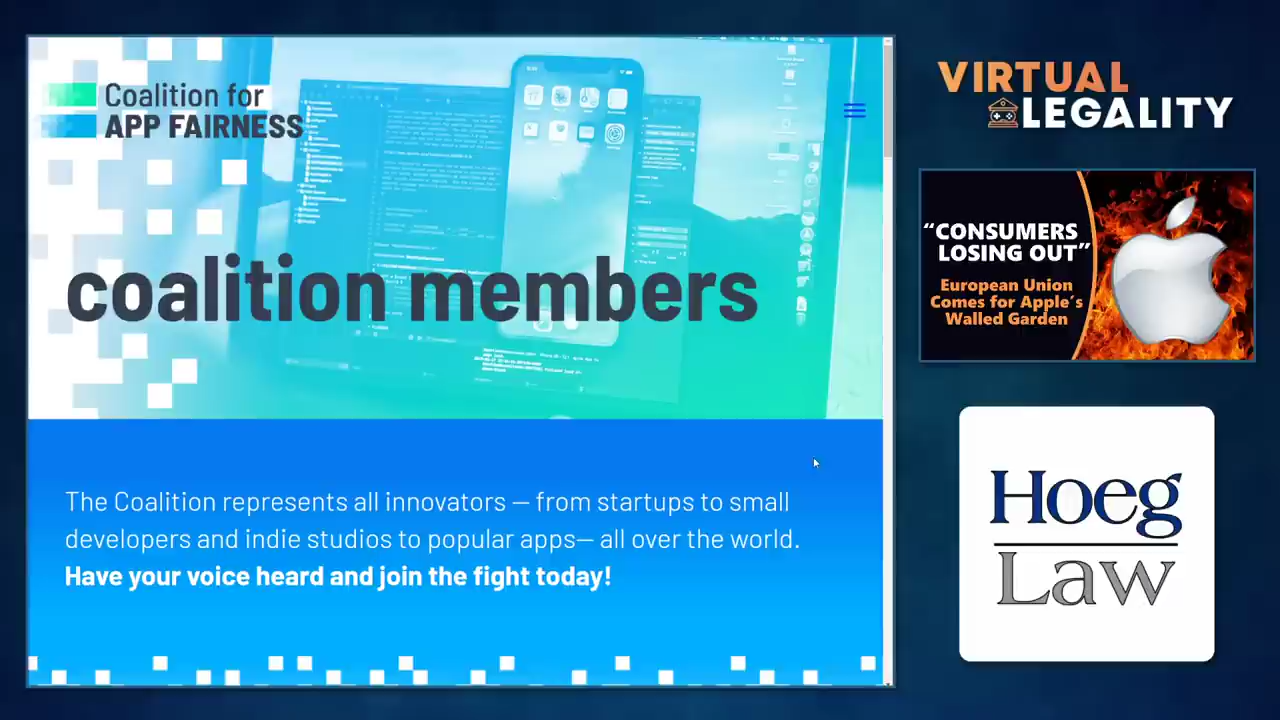 Coalition for
APP FAIRNESS
coalition members
The Coalition represents all innovators — from startups to small
developers and indie studios to popular apps— all over the world.
Have your voice heard and join the fight today!
VIRTUAL
LEGALITY
“CONSUMERS
LOSING OUT”
European Union
Comes for Apple’s
Walled Garden
Hoeg
Law